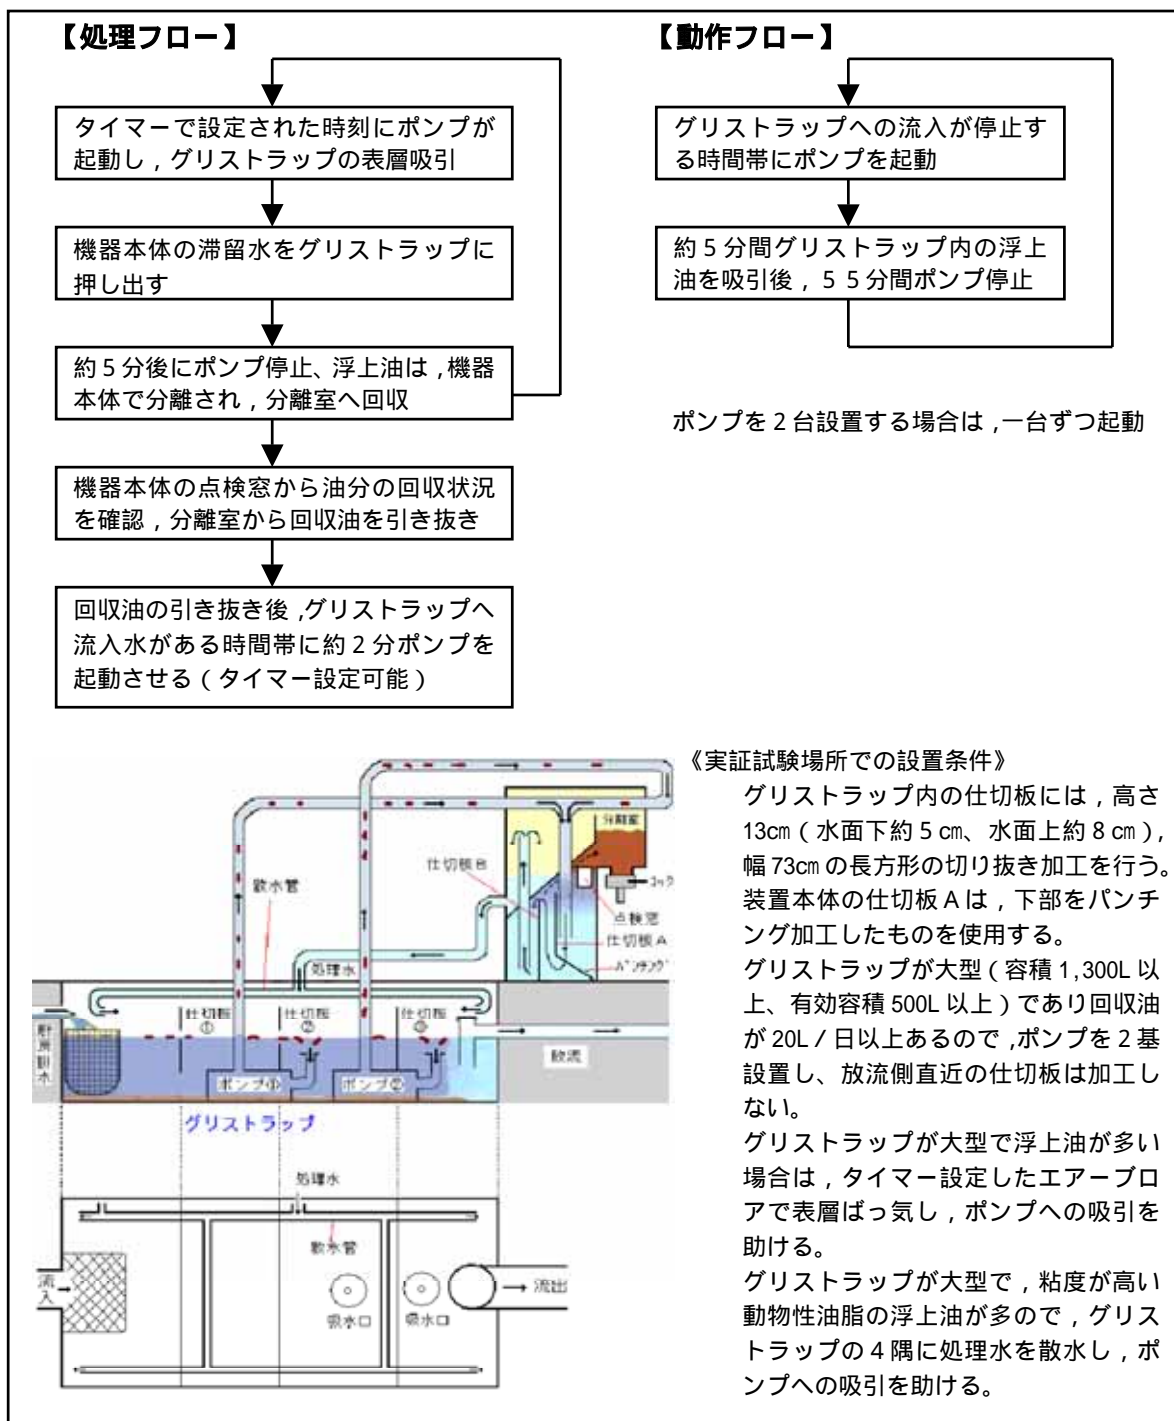 【処理フロー】
タイマーで設定された時刻にポンプが
起動し，グリストラップの表層吸引
機器本体の滞留水をグリストラップに
押し出す
約５分後にポンプ停止、浮上油は，機器
本体で分離され，分離室へ回収
機器本体の点検窓から油分の回収状況
を確認，分離室から回収油を引き抜き
回収油の引き抜き後，グリストラップへ
流入水がある時間帯に約２分ポンプを
起動させる（タイマー設定可能）
【動作フロー】
グリストラップへの流入が停止す
る時間帯にポンプを起動
約５分間グリストラップ内の浮上
油を吸引後，５５分間ポンプ停止
ポンプを２台設置する場合は，一台ずつ起動
分離室
仕切板B
コック
散水管
点検窓
仕切板A
パンチング
処理水
仕切板
①
仕切板
②
仕切板
③
厨房排水
ポンプ①
ポンプ②
放流
グリストラップ
処理水
散水管
流入
吸水口
吸水口
流出
《実証試験場所での設置条件》
グリストラップ内の仕切板には，高さ
13㎝（水面下約５㎝、水面上約８㎝），
幅73㎝の長方形の切り抜き加工を行う。
装置本体の仕切板Ａは，下部をパンチ
ング加工したものを使用する。
グリストラップが大型（容積1,300L以
上、有効容積500L以上）であり回収油
が20L／日以上あるので，ポンプを２基
設置し、放流側直近の仕切板は加工し
ない。
グリストラップが大型で浮上油が多い
場合は，タイマー設定したエアーブロ
アで表層ばっ気し，ポンプへの吸引を
助ける。
グリストラップが大型で，粘度が高い
動物性油脂の浮上油が多ので，グリス
トラップの４隅に処理水を散水し，ポ
ンプへの吸引を助ける。